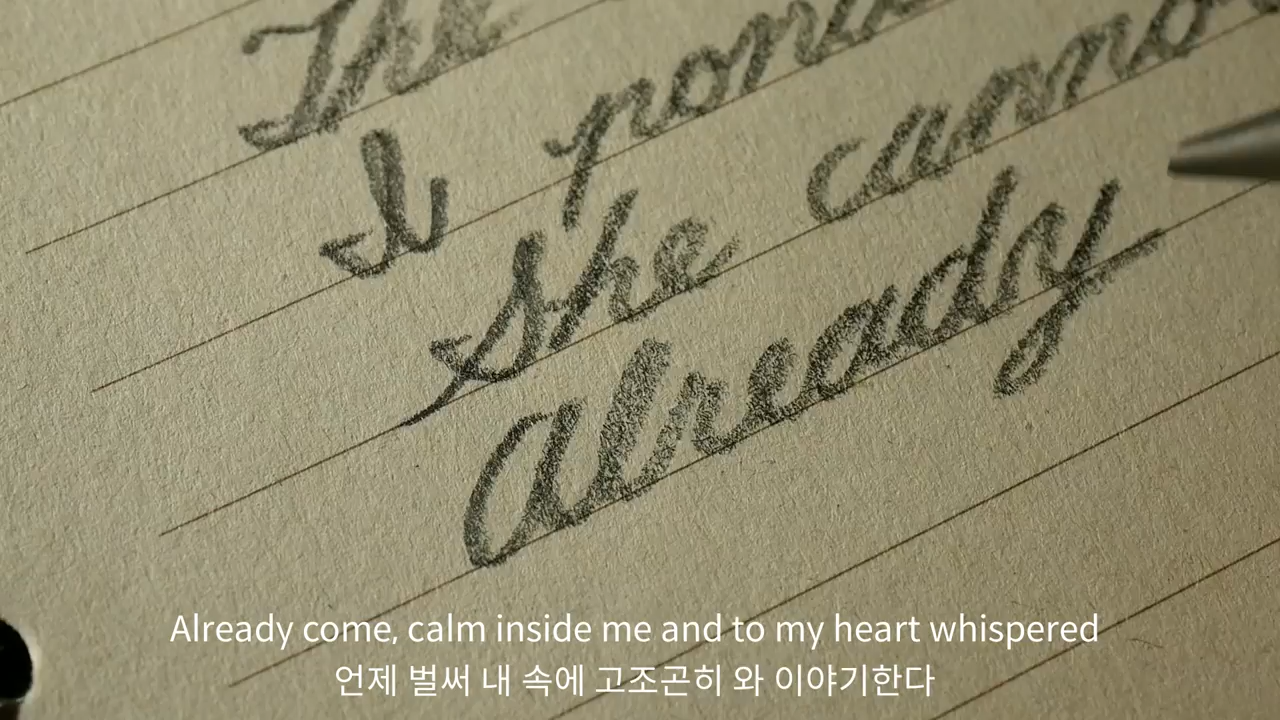 The
I
She
Already
Already come, calm inside me and to my heart whispered
언제 벌써 내 속에 고조곤히 와 이야기한다